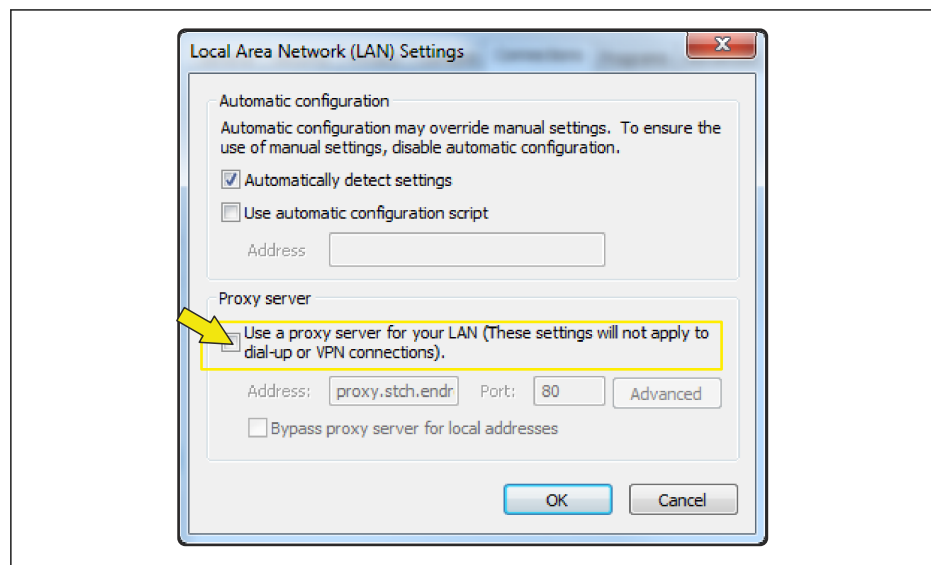 Local Area Network (LAN) Settings
Automatic configuration
Automatic configuration may override manual settings. To ensure the
use of manual settings, disable automatic configuration.
Automatically detect settings
Use automatic configuration script
Address
Proxy server
Use a proxy server for your LAN (These settings will not apply to
dial-up or VPN connections).
Address: proxy.stch.endr Port: 80 Advanced
Bypass proxy server for local addresses
OK Cancel